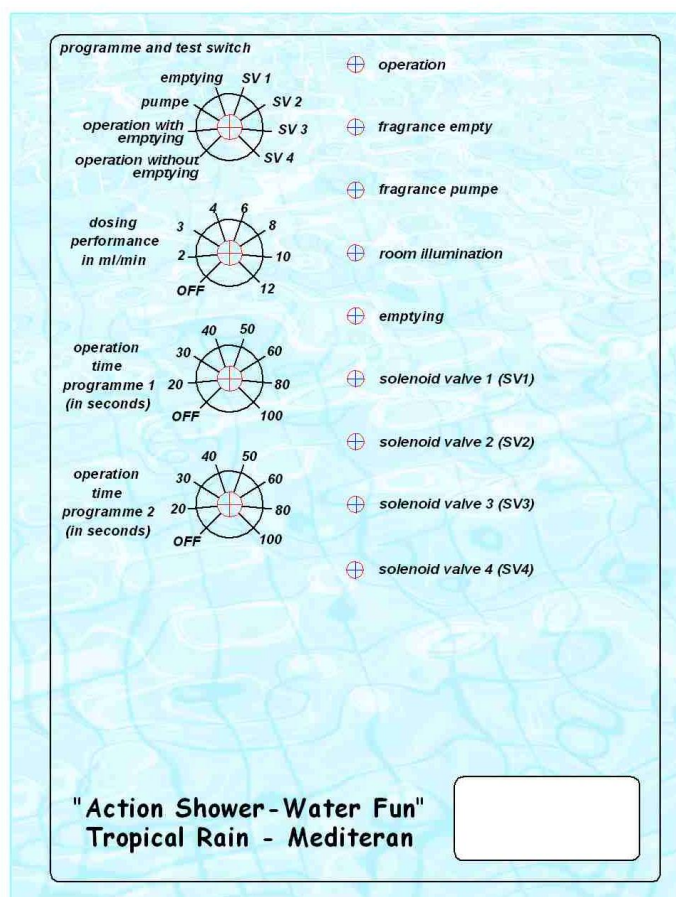 programme and test switch
emptying
SV 1
pumpe
SV 2
operation with
emptying
SV 3
operation without
emptying
SV 4
dosing
performance
in ml/min
4
6
3
8
2
10
OFF
12
operation
time
programme 1
(in seconds)
40
50
30
60
20
80
OFF
100
operation
time
programme 2
(in seconds)
40
50
30
60
20
80
OFF
100
operation
fragrance empty
fragrance pumpe
room illumination
emptying
solenoid valve 1 (SV1)
solenoid valve 2 (SV2)
solenoid valve 3 (SV3)
solenoid valve 4 (SV4)
"Action Shower-Water Fun"
Tropical Rain - Mediteran